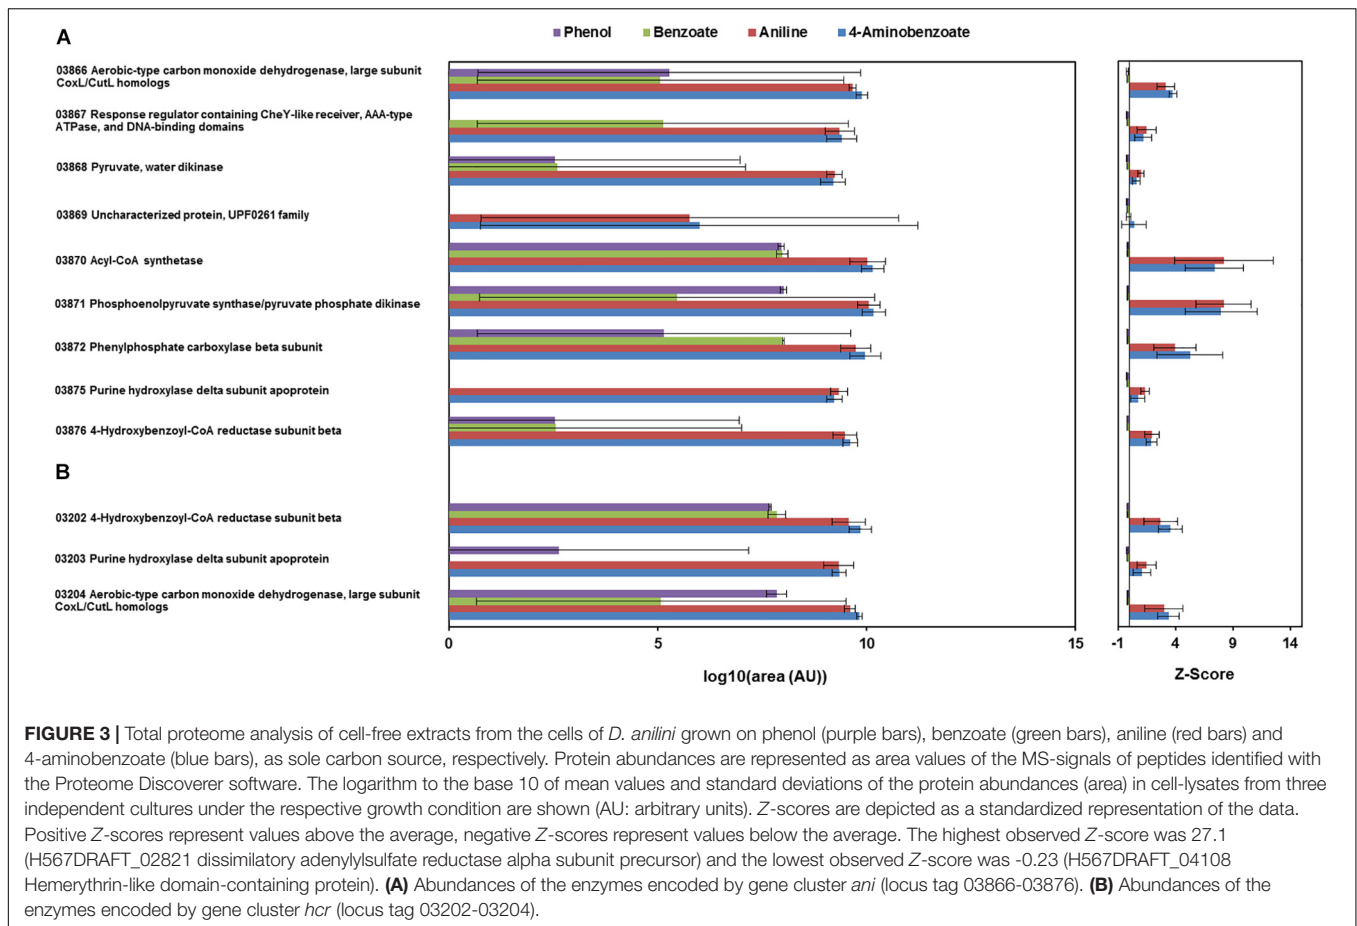 A
Phenol Benzoate Aniline 4-Aminobenzoate
03866 Aerobic-type carbon monoxide dehydrogenase, large subunit
CoxL/CutL homologs
03867 Response regulator containing CheY-like receiver, AAA-type
ATPase, and DNA-binding domains
03868 Pyruvate, water dikinase
03869 Uncharacterized protein, UPF0261 family
03870 Acyl-CoA synthetase
03871 Phosphoenolpyruvate synthase/pyruvate phosphate dikinase
03872 Phenylphosphate carboxylase beta subunit
03875 Purine hydroxylase delta subunit apoprotein
03876 4-Hydroxybenzoyl-CoA reductase subunit beta
B
03202 4-Hydroxybenzoyl-CoA reductase subunit beta
03203 Purine hydroxylase delta subunit apoprotein
03204 Aerobic-type carbon monoxide dehydrogenase, large subunit
CoxL/CutL homologs
0 5 10 15
log10(area (AU))
-1 4 9 14
Z-Score
FIGURE 3 | Total proteome analysis of cell-free extracts from the cells of D. anilini grown on phenol (purple bars), benzoate (green bars), aniline (red bars) and
4-aminobenzoate (blue bars), as sole carbon source, respectively. Protein abundances are represented as area values of the MS-signals of peptides identified with
the Proteome Discoverer software. The logarithm to the base 10 of mean values and standard deviations of the protein abundances (area) in cell-lysates from three
independent cultures under the respective growth condition are shown (AU: arbitrary units). Z-scores are depicted as a standardized representation of the data.
Positive Z-scores represent values above the average, negative Z-scores represent values below the average. The highest observed Z-score was 27.1
(H567DRAFT_02821 dissimilatory adenylylsulfate reductase alpha subunit precursor) and the lowest observed Z-score was -0.23 (H567DRAFT_04108
Hemerythrin-like domain-containing protein). (A) Abundances of the enzymes encoded by gene cluster ani (locus tag 03866-03876). (B) Abundances of the
enzymes encoded by gene cluster hcr (locus tag 03202-03204).